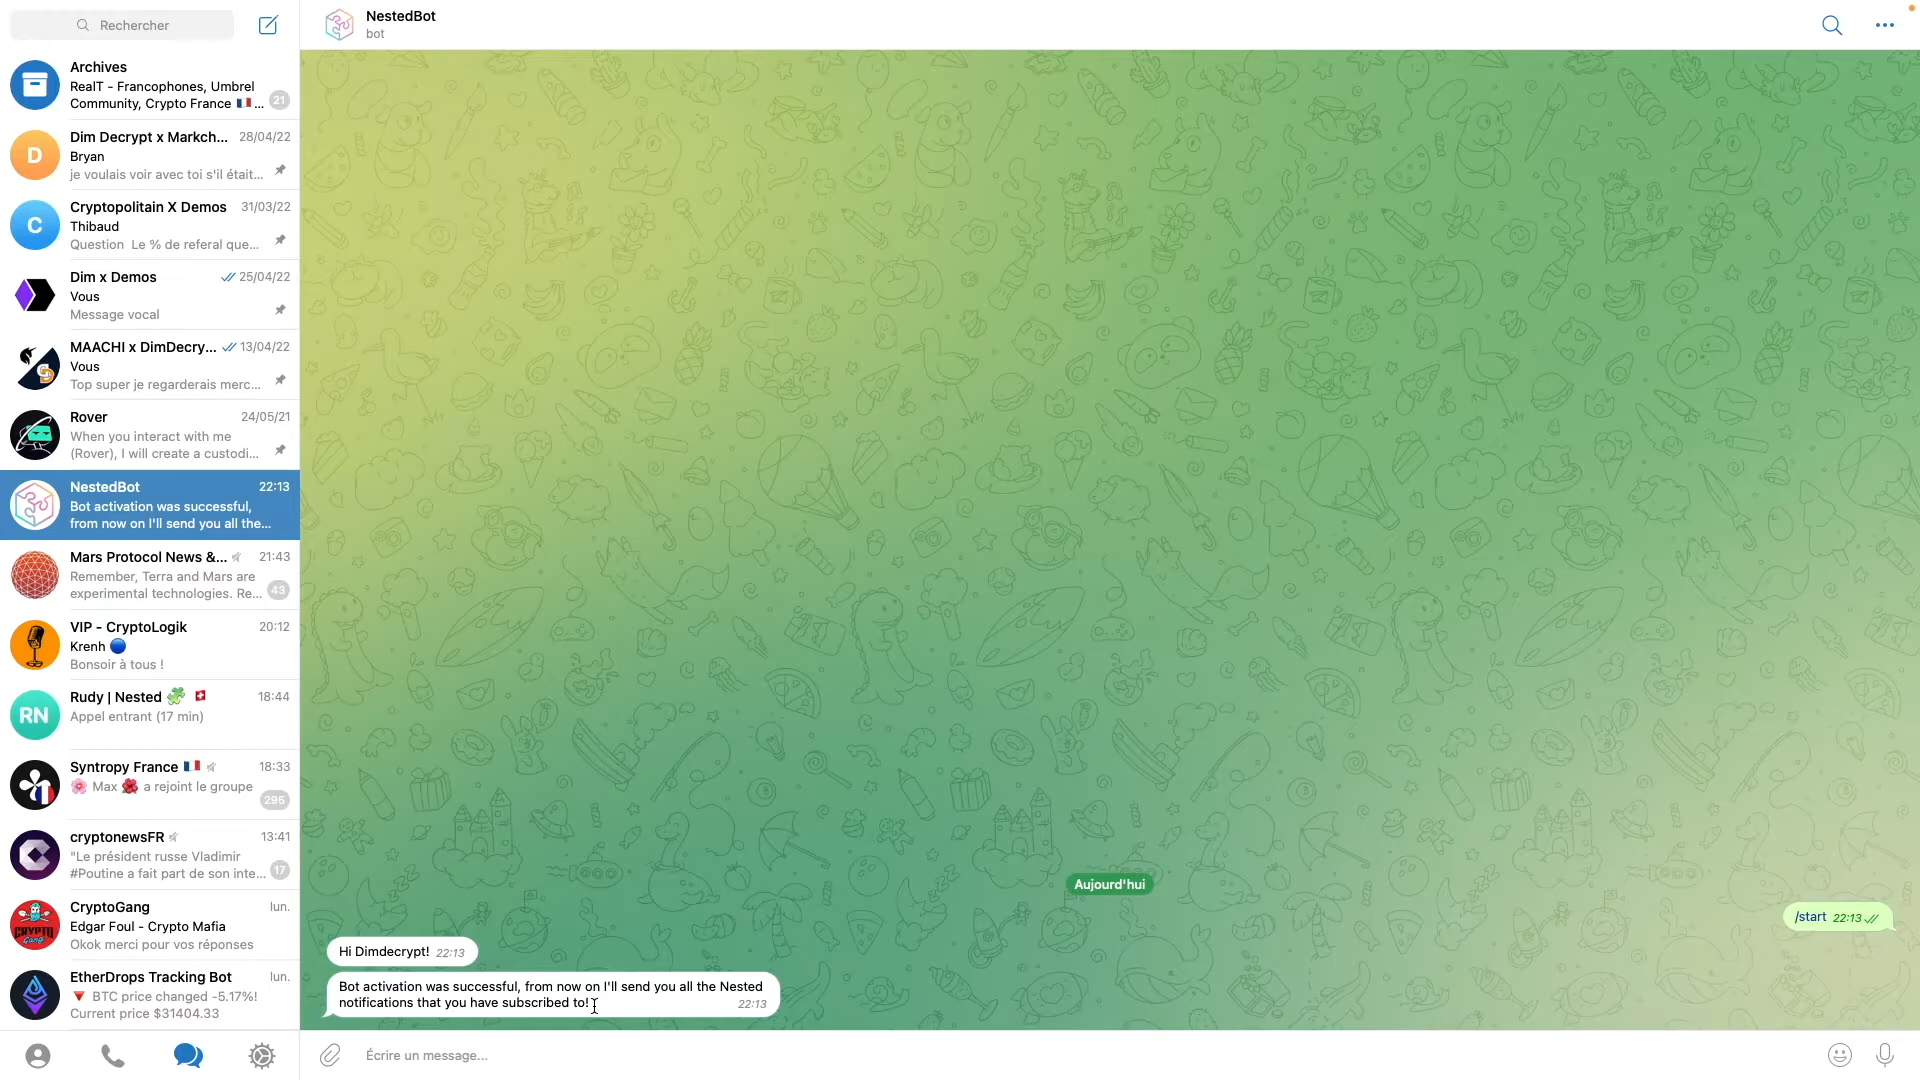 Rechercher
NestedBot
bot
Archives
RealT - Francophones, Umbrel
Community, Crypto France 🇫🇷 ...
21
Dim Decrypt x Markch... 28/04/22
Bryan
je voulais voir avec toi s'il était...
D
Cryptopolitain X Demos 31/03/22
Thibaud
Question Le % de referal que...
C
Dim x Demos 25/04/22
Vous
Message vocal
MAACHI x DimDecry... 13/04/22
Vous
Top super je regarderais merc...
Rover 24/05/21
When you interact with me
(Rover), I will create a custodi...
NestedBot 22:13
Bot activation was successful,
from now on I'll send you all the...
Mars Protocol News &... 21:43
Remember, Terra and Mars are
experimental technologies. Re...
43
VIP - CryptoLogik 20:12
Krenh 🔵
Bonsoir à tous !
Rudy | Nested 🧩 🇨🇭 18:44
Appel entrant (17 min)
RN
Syntropy France 🇫🇷 18:33
🌸 Max 🌺 a rejoint le groupe
295
cryptonewsFR 13:41
"Le président russe Vladimir
#Poutine a fait part de son inte...
17
CryptoGang lun.
Edgar Foul - Crypto Mafia
Okok merci pour vos réponses
CRYPTO
Gang
EtherDrops Tracking Bot lun.
🔻 BTC price changed -5.17%!
Current price $31404.33
Aujourd'hui
/start 22:13
Hi Dimdecrypt! 22:13
Bot activation was successful, from now on I'll send you all the Nested
notifications that you have subscribed to! 22:13
Écrire un message...